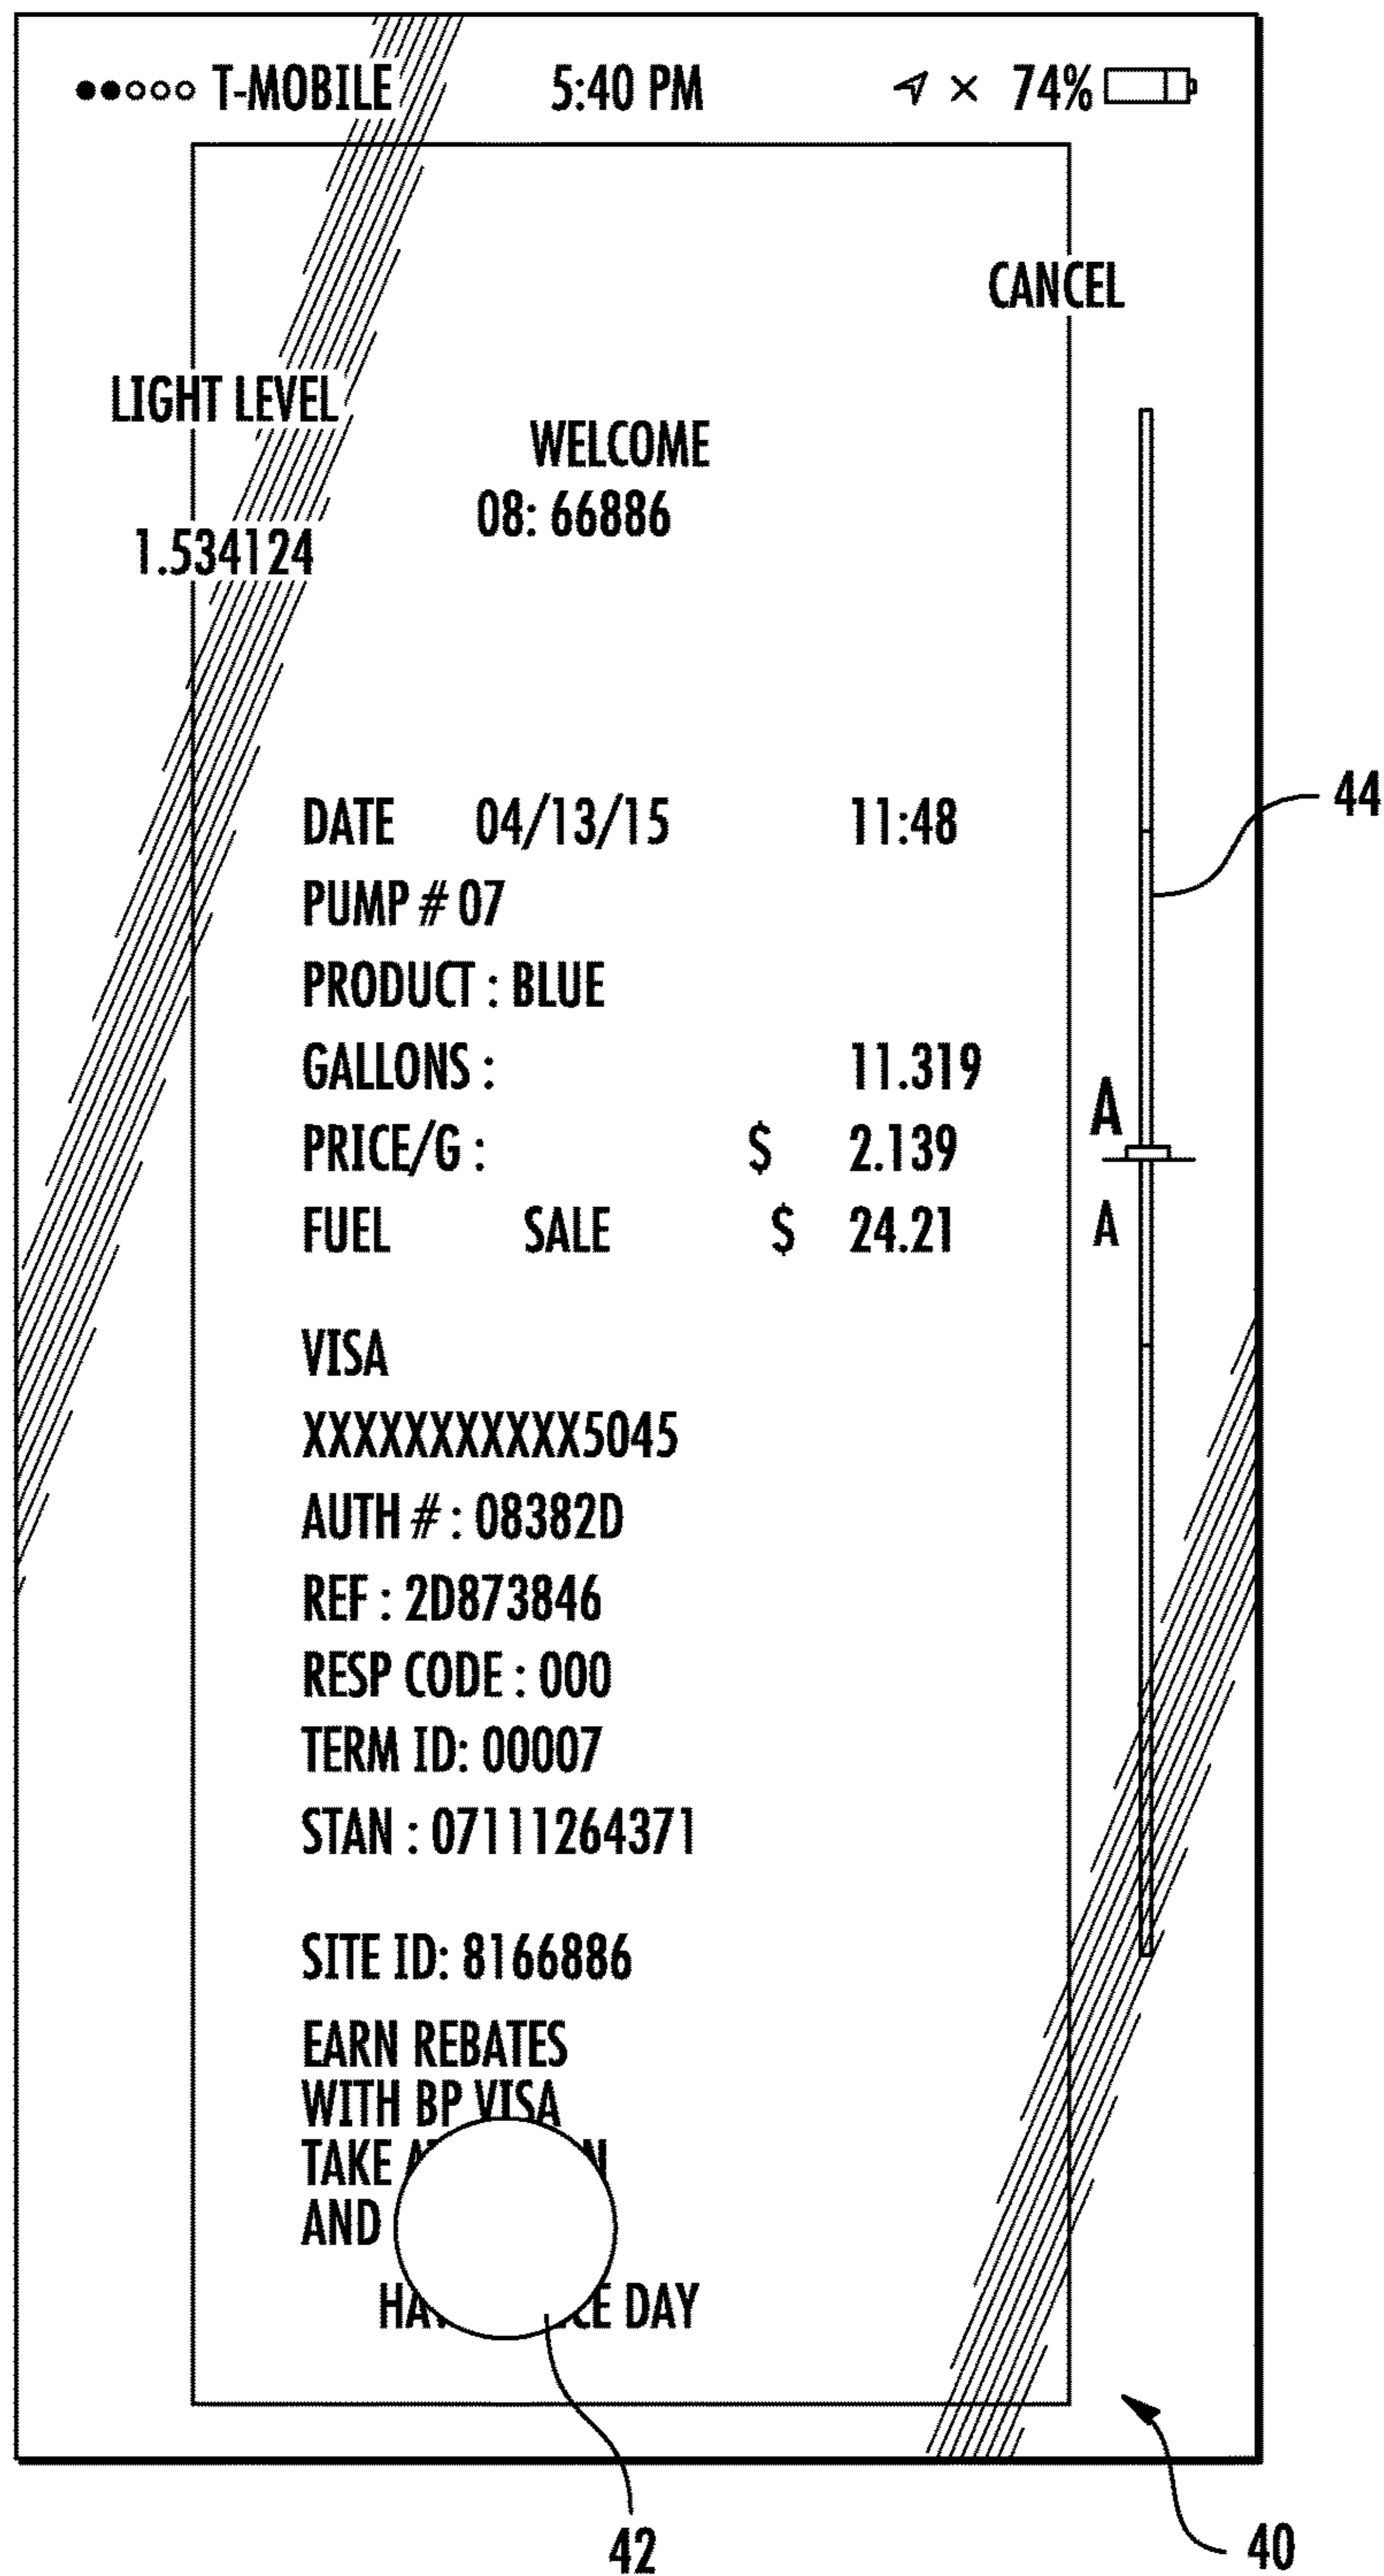 T-MOBILE 5:40 PM × 74%
CANCEL
LIGHT LEVEL
WELCOME
08: 66886
1.534124
44
DATE 04/13/15 11:48
PUMP # 07
PRODUCT : BLUE
GALLONS : 11.319
A
PRICE/G : $ 2.139
FUEL SALE $ 24.21
A
VISA
XXXXXXXXXXX5045
AUTH # : 08382D
REF : 2D873846
RESP CODE : 000
TERM ID: 00007
STAN : 07111264371
SITE ID: 8166886
EARN REBATES
WITH BP VISA
TAKE
AND
DAY
42
40